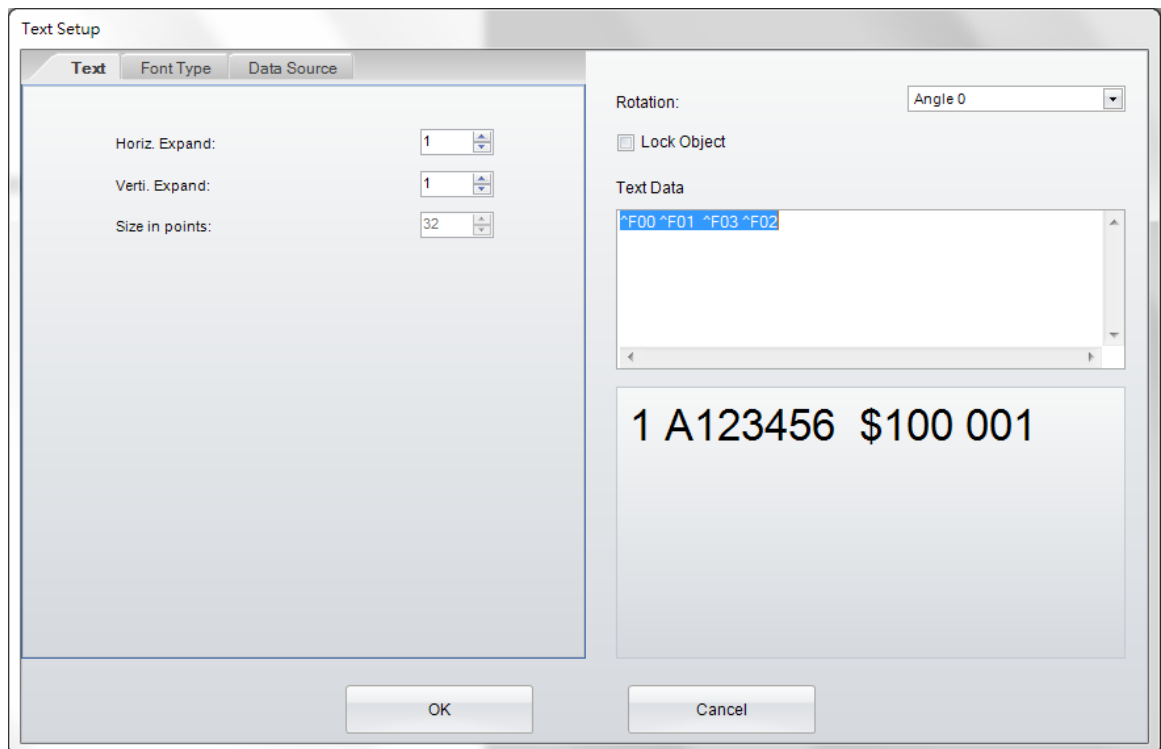 Text Setup
Text Font Type Data Source
Horiz. Expand: 1
Verti. Expand: 1
Size in points: 32
Rotation: Angle 0
Lock Object
Text Data
^F00 ^F01  ^F03 ^F02
1 A123456  $100 001
OK Cancel